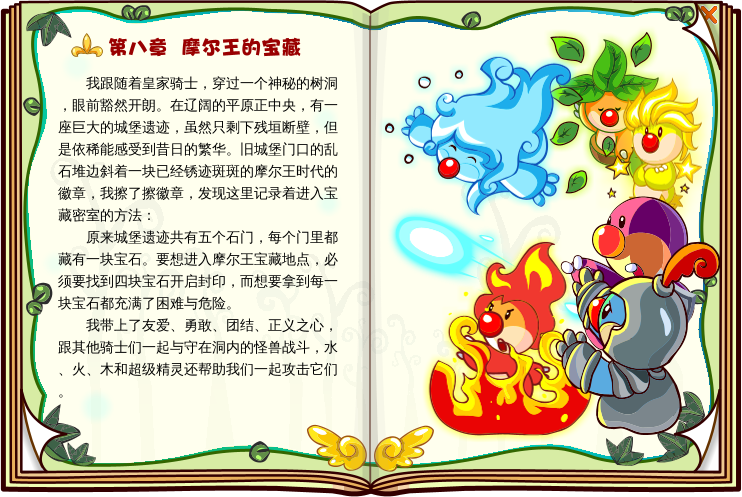 第八章 摩尔王的宝藏
我跟随着皇家骑士，穿过一个神秘的树洞
，眼前豁然开朗。在辽阔的平原正中央，有一
座巨大的城堡遗迹，虽然只剩下残垣断壁，但
是依稀能感受到昔日的繁华。旧城堡门口的乱
石堆边斜着一块已经锈迹斑斑的摩尔王时代的
徽章，我擦了擦徽章，发现这里记录着进入宝
藏密室的方法：
原来城堡遗迹共有五个石门，每个门里都
藏有一块宝石。要想进入摩尔王宝藏地点，必
须要找到四块宝石开启封印，而想要拿到每一
块宝石都充满了困难与危险。
我带上了友爱、勇敢、团结、正义之心，
跟其他骑士们一起与守在洞内的怪兽战斗，水
、火、木和超级精灵还帮助我们一起攻击它们
。